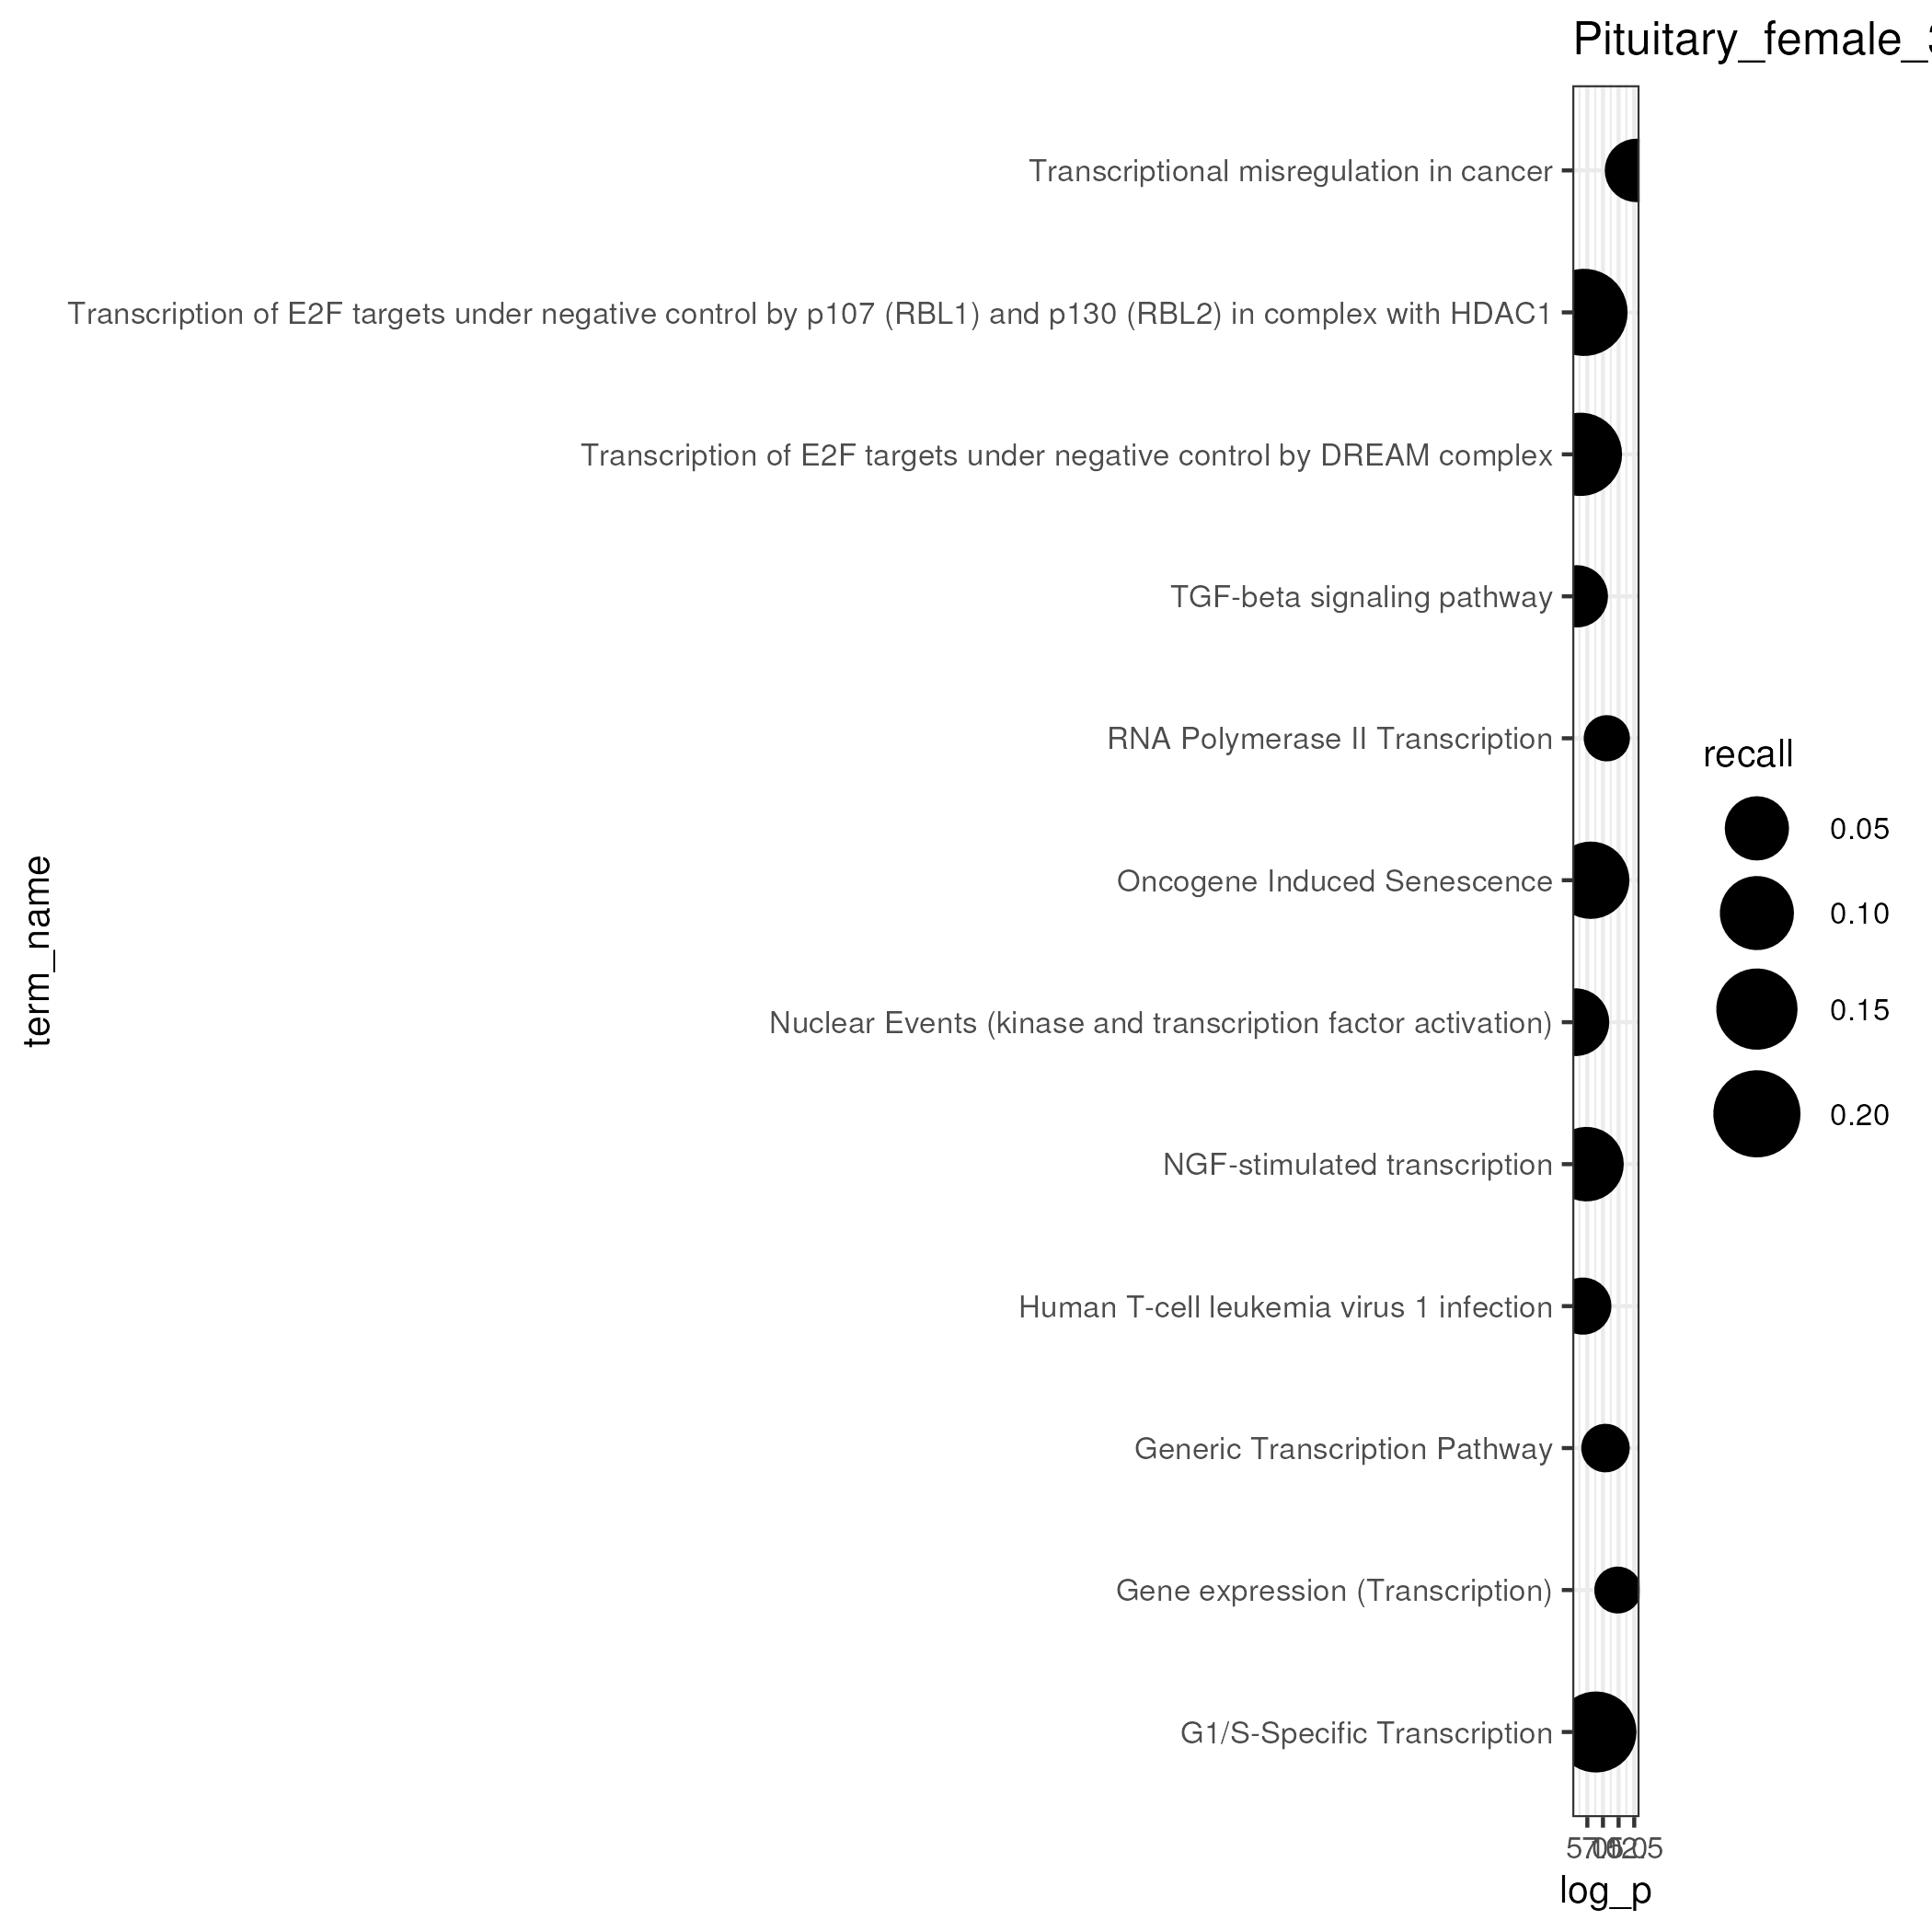 Pituitary_female_
Transcriptional misregulation in cancer
Transcription of E2F targets under negative control by p107 (RBL1) and p130 (RBL2) in complex with HDAC1
Transcription of E2F targets under negative control by DREAM complex
TGF-beta signaling pathway
RNA Polymerase II Transcription
Oncogene Induced Senescence
Nuclear Events (kinase and transcription factor activation)
NGF-stimulated transcription
Human T-cell leukemia virus 1 infection
Generic Transcription Pathway
Gene expression (Transcription)
G1/S-Specific Transcription
term_name
log_p
recall
0.05
0.10
0.15
0.20